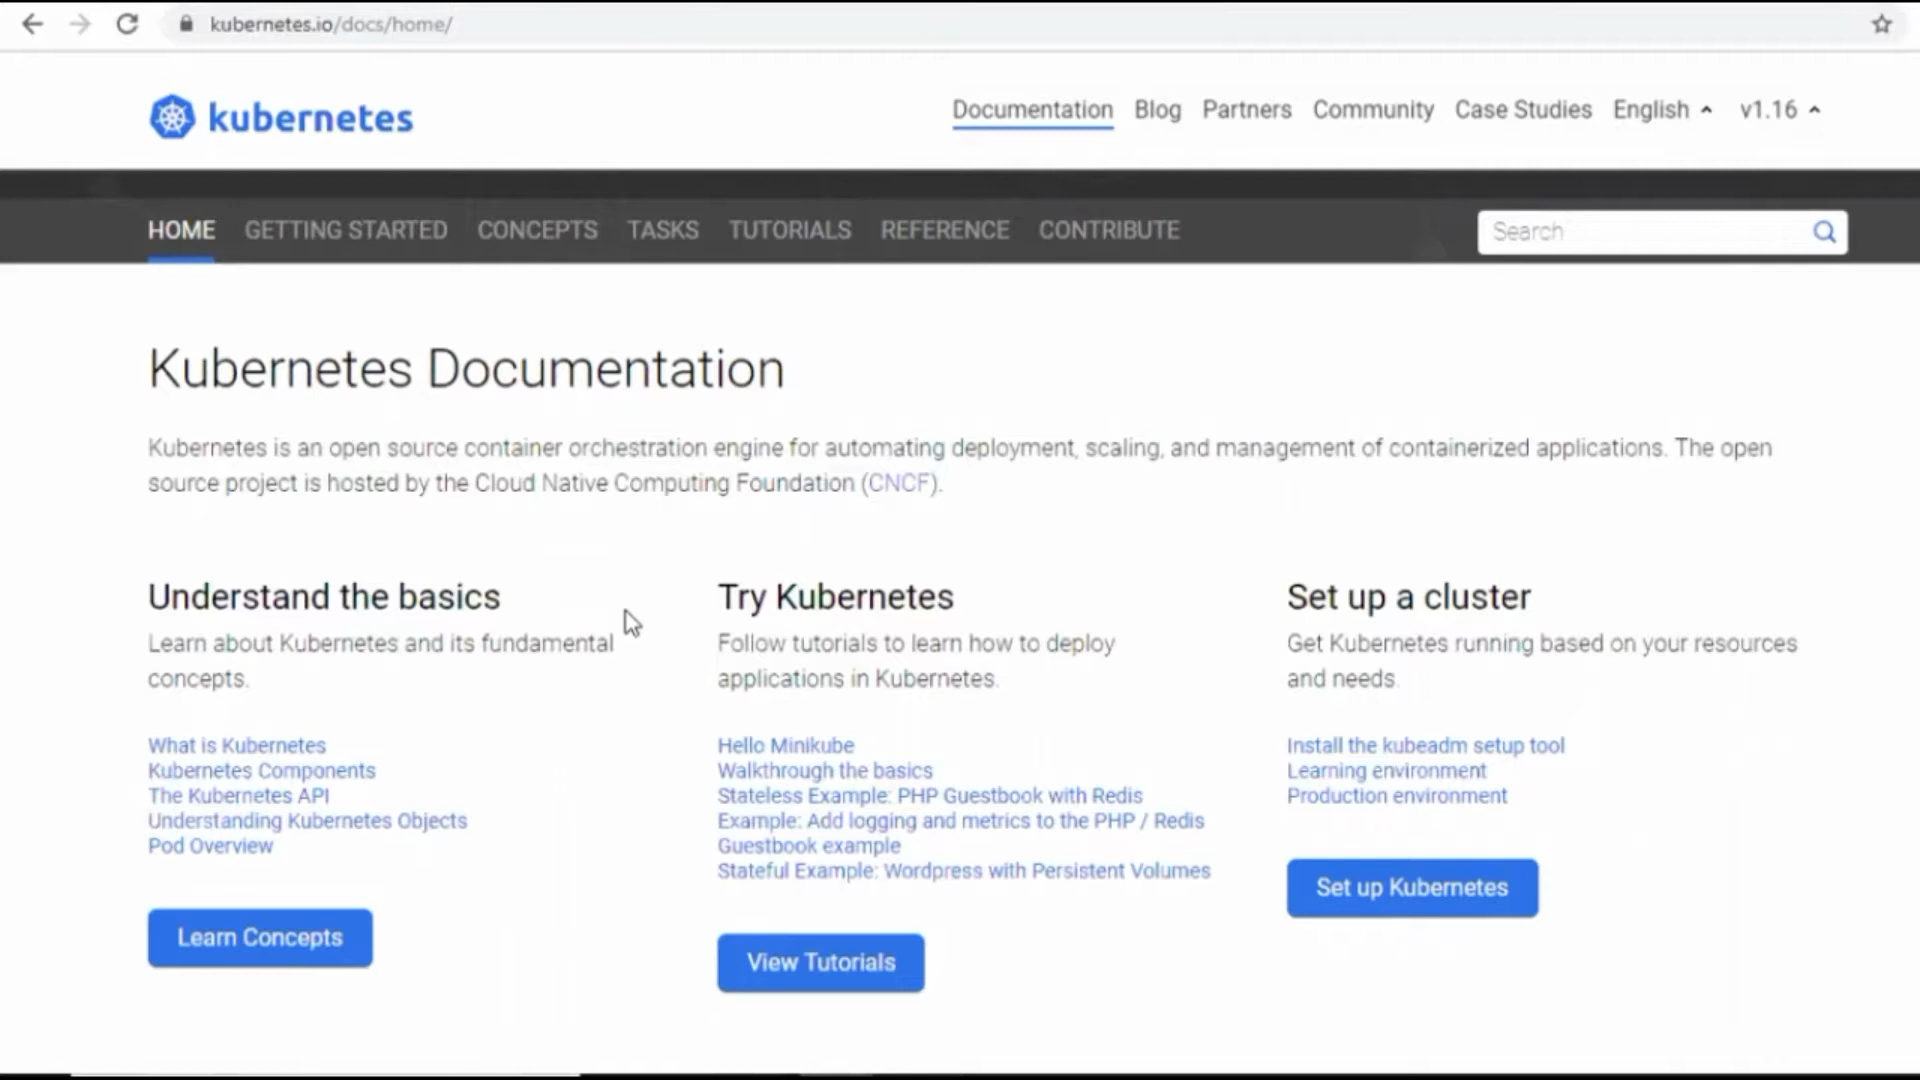 kubernetes.io/docs/home/
kubernetes
Documentation Blog Partners Community Case Studies English v1.16
HOME GETTING STARTED CONCEPTS TASKS TUTORIALS REFERENCE CONTRIBUTE Search
Kubernetes Documentation
Kubernetes is an open source container orchestration engine for automating deployment, scaling, and management of containerized applications. The open
source project is hosted by the Cloud Native Computing Foundation (CNCF).
Understand the basics
Learn about Kubernetes and its fundamental
concepts.
What is Kubernetes
Kubernetes Components
The Kubernetes API
Understanding Kubernetes Objects
Pod Overview
Learn Concepts
Try Kubernetes
Follow tutorials to learn how to deploy
applications in Kubernetes.
Hello Minikube
Walkthrough the basics
Stateless Example: PHP Guestbook with Redis
Example: Add logging and metrics to the PHP / Redis
Guestbook example
Stateful Example: Wordpress with Persistent Volumes
View Tutorials
Set up a cluster
Get Kubernetes running based on your resources
and needs.
Install the kubeadm setup tool
Learning environment
Production environment
Set up Kubernetes